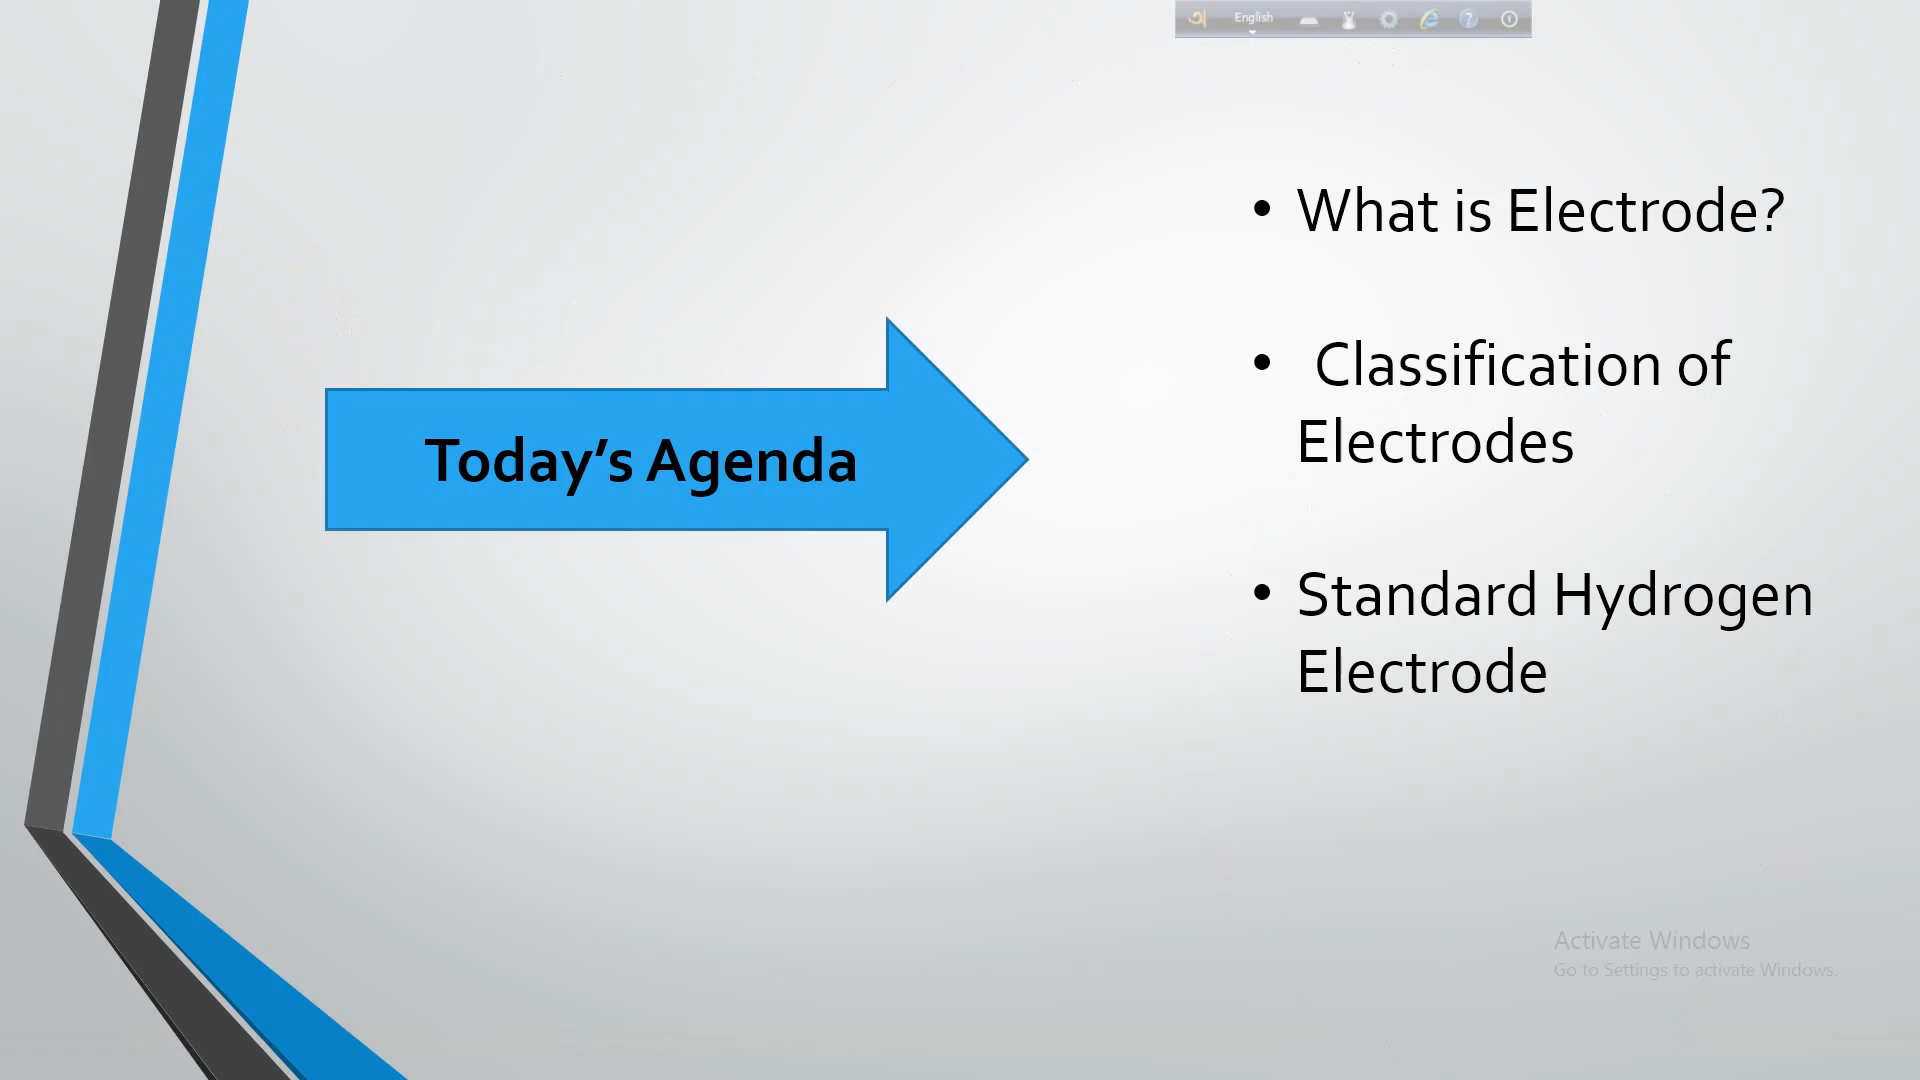 অ English
Today’s Agenda
• What is Electrode?
• Classification of
Electrodes
• Standard Hydrogen
Electrode
Activate Windows
Go to Settings to activate Windows.